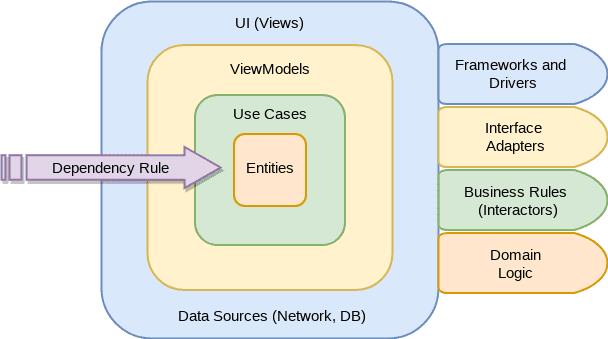 UI (Views)
ViewModels
Use Cases
Entities
Dependency Rule
Data Sources (Network, DB)
Frameworks and
Drivers
Interface
Adapters
Business Rules
(Interactors)
Domain
Logic